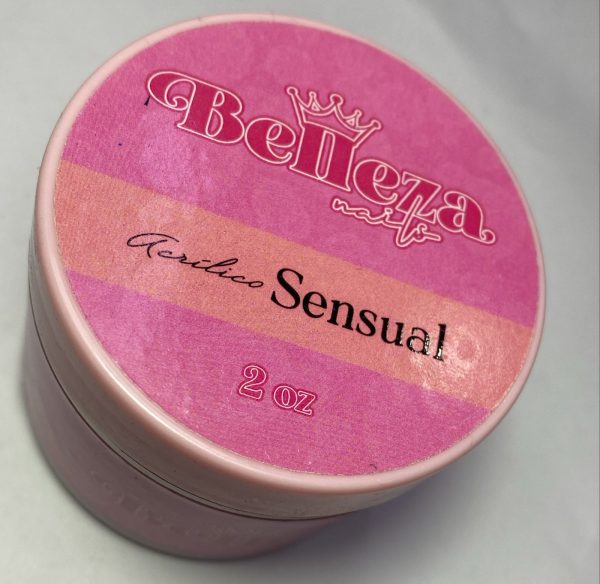 Belleza
nails
Acrílico Sensual
2 oz